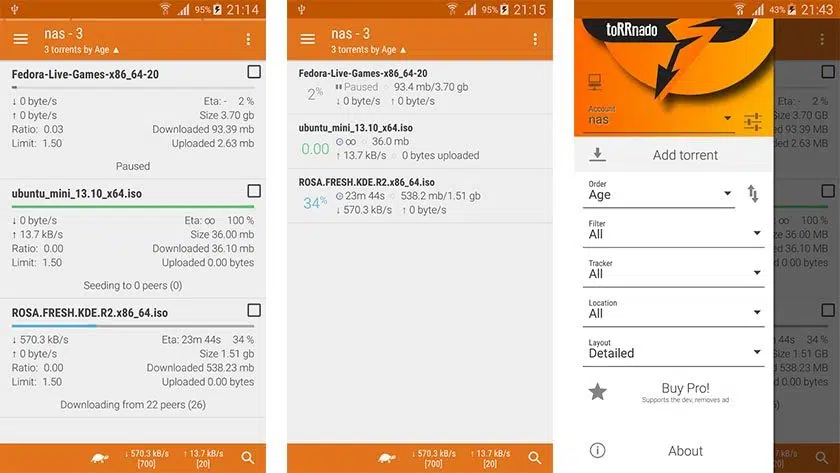 95% 21:14
nas - 3
3 torrents by Age ▲
Fedora-Live-Games-x86_64-20
↓ 0 byte/s Eta: - 2 %
↑ 0 byte/s Size 3.70 gb
Ratio: 0.03 Downloaded 93.39 mb
Limit: 1.50 Uploaded 2.63 mb
Paused
ubuntu_mini_13.10_x64.iso
↓ 0 byte/s Eta: ∞ 100 %
↑ 13.7 kB/s Size 36.00 mb
Ratio: 0.00 Downloaded 36.10 mb
Limit: 1.50 Uploaded 0.00 bytes
Seeding to 0 peers (0)
ROSA.FRESH.KDE.R2.x86_64.iso
↓ 570.3 kB/s Eta: 23m 44s 34 %
↑ 0 byte/s Size 1.51 gb
Ratio: 0.00 Downloaded 538.23 mb
Limit: 1.50 Uploaded 0.00 bytes
Downloading from 22 peers (26)
↓ 570.3 kB/s ↑ 13.7 kB/s
[700] [20]
95% 21:15
nas - 3
3 torrents by Age ▲
Fedora-Live-Games-x86_64-20
2% Paused 93.4 mb/3.70 gb
↓ 0 byte/s ↑ 0 byte/s
ubuntu_mini_13.10_x64.iso
0.00 ∞ 36.0 mb
↑ 13.7 kB/s 0 bytes uploaded
ROSA.FRESH.KDE.R2.x86_64.iso
34% 23m 44s 538.2 mb/1.51 gb
↓ 570.3 kB/s ↑ 0 byte/s
↓ 570.3 kB/s ↑ 13.7 kB/s
[700] [20]
43% 21:43
toRRnado
Account
nas
Add torrent
Order
Age
Filter
All
Tracker
All
Location
All
Layout
Detailed
Buy Pro!
Supports the dev, removes ad
About
2 %
3.70 GB
39 MB
63 MB
100 %
00 MB
10 MB
bytes
34 %
1.51 GB
23 MB
bytes
kB/s
[20]